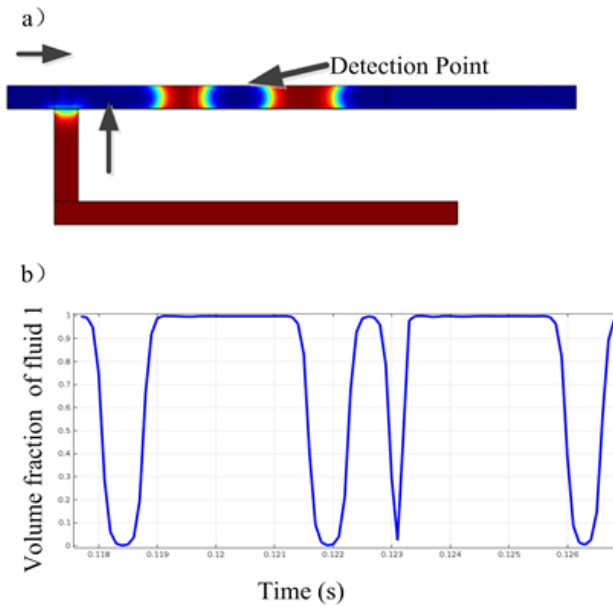 a）
Detection Point
b）
Volume fraction of fluid 1
1
0.9
0.8
0.7
0.6
0.5
0.4
0.3
0.2
0.1
0
0.118 0.119 0.12 0.121 0.122 0.123 0.124 0.125 0.126
Time (s)